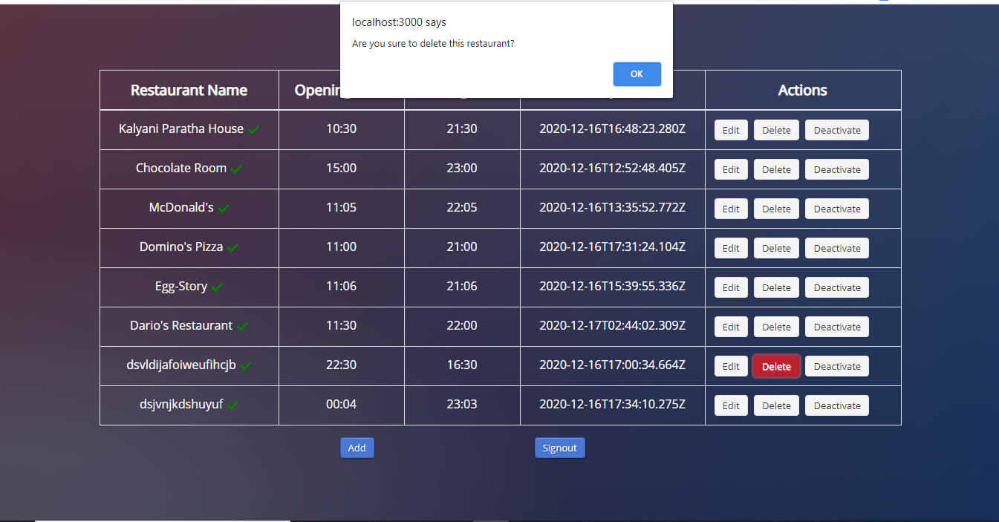 localhost:3000 says
Are you sure to delete this restaurant?
OK
Restaurant Name Actions
Kalyani Paratha House 10:30 21:30 2020-12-16T16:48:23.280Z Edit Delete Deactivate
Chocolate Room 15:00 23:00 2020-12-16T12:52:48.405Z Edit Delete Deactivate
McDonald's 11:05 22:05 2020-12-16T13:35:52.772Z Edit Delete Deactivate
Domino's Pizza 11:00 21:00 2020-12-16T17:31:24.104Z Edit Delete Deactivate
Egg-Story 11:06 21:06 2020-12-16T15:39:55.336Z Edit Delete Deactivate
Dario's Restaurant 11:30 22:00 2020-12-17T02:44:02.309Z Edit Delete Deactivate
dsvldijafoiweufihcjb 22:30 16:30 2020-12-16T17:00:34.664Z Edit Delete Deactivate
dsjvnjkdshuyuf 00:04 23:03 2020-12-16T17:34:10.275Z Edit Delete Deactivate
Add Signout